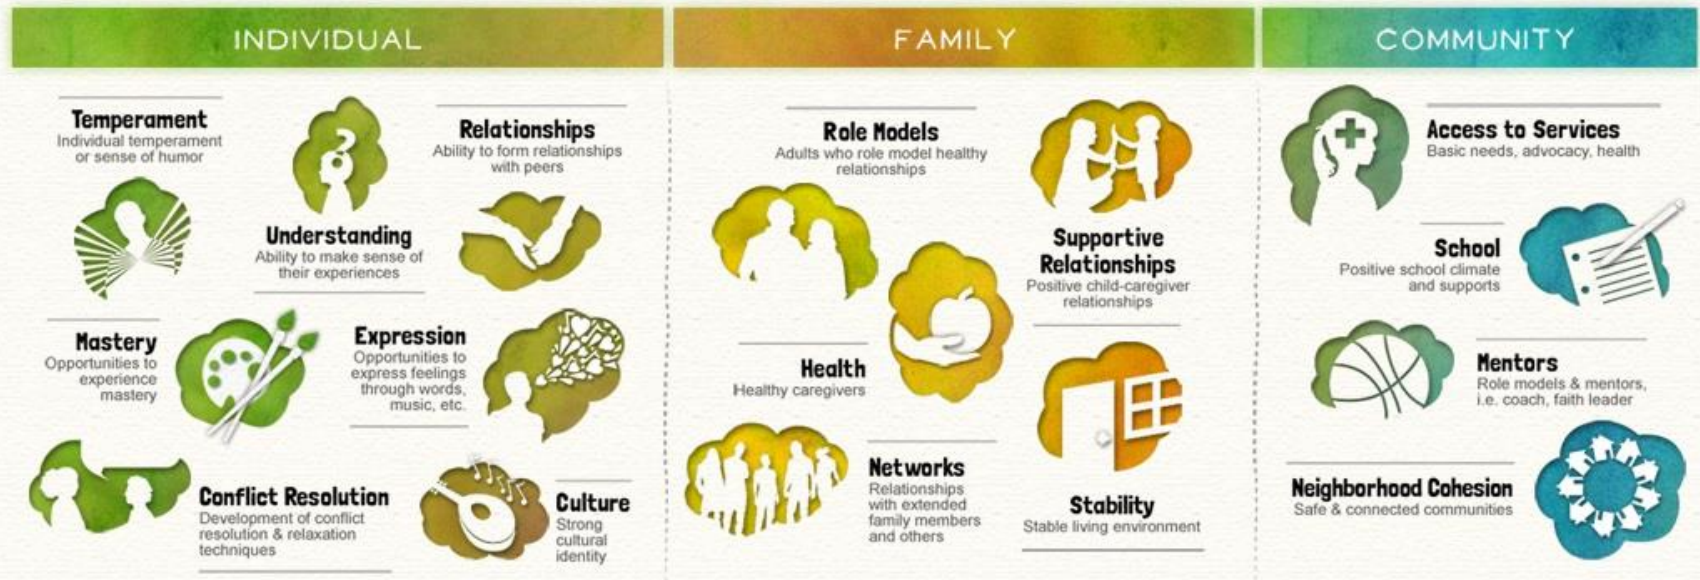 INDIVIDUAL
Temperament
Individual temperament
or sense of humor
Understanding
Ability to make sense of
their experiences
Relationships
Ability to form relationships
with peers
Mastery
Opportunities to
experience
mastery
Expression
Opportunities to
express feelings
through words,
music, etc.
Conflict Resolution
Development of conflict
resolution & relaxation
techniques
Culture
Strong
cultural
identity
FAMILY
Role Models
Adults who role model healthy
relationships
Supportive
Relationships
Positive child-caregiver
relationships
Health
Healthy caregivers
Networks
Relationships
with extended
family members
and others
Stability
Stable living environment
COMMUNITY
Access to Services
Basic needs, advocacy, health
School
Positive school climate
and supports
Mentors
Role models & mentors,
i.e. coach, faith leader
Neighborhood Cohesion
Safe & connected communities